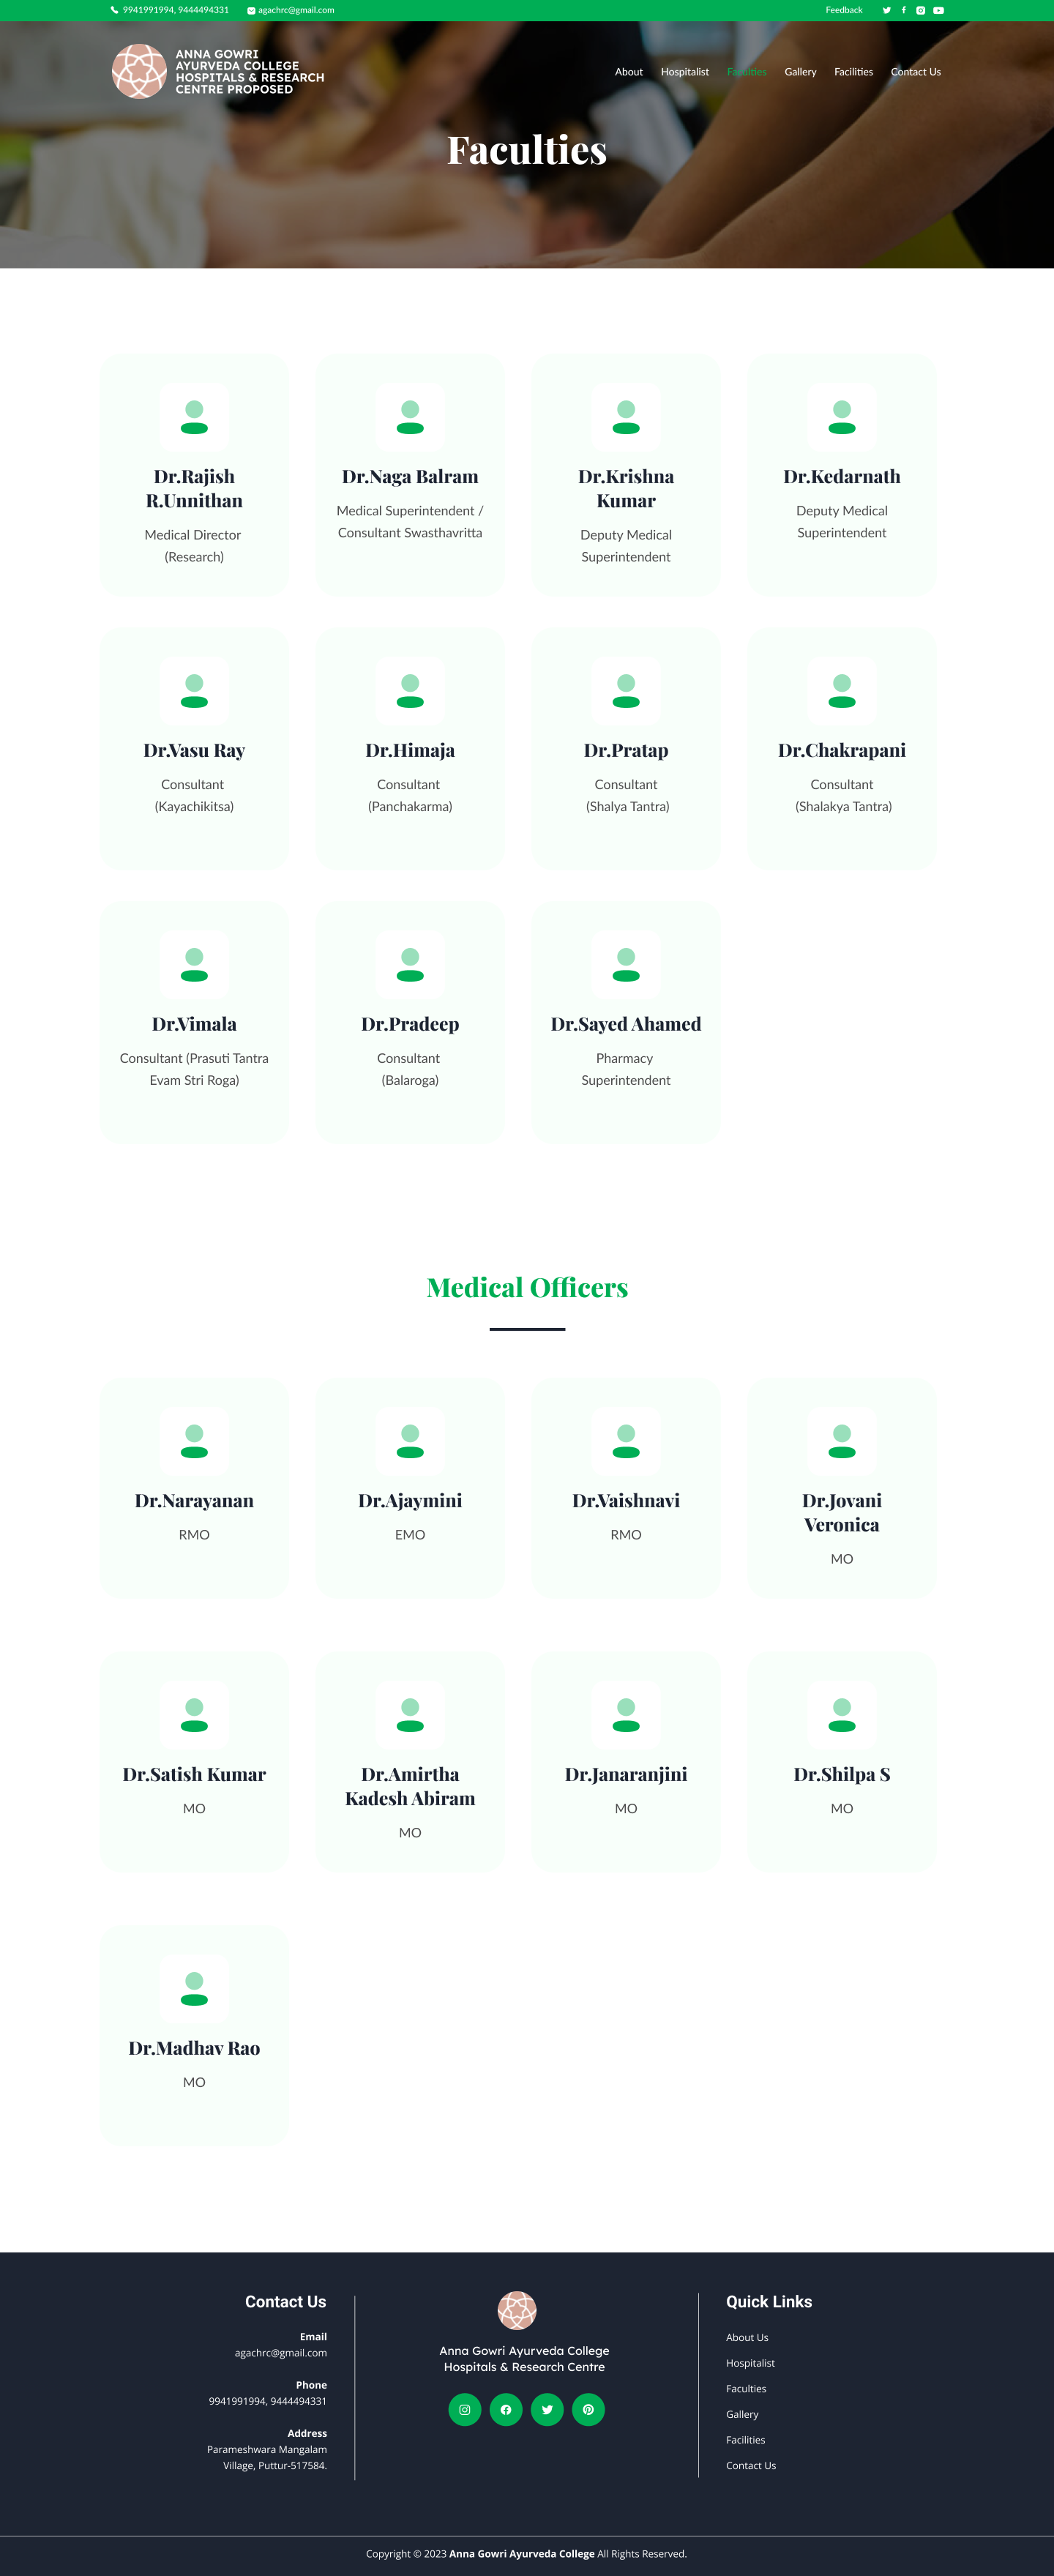 9941991994, 9444494331 agachrc@gmail.com Feedback
ANNA GOWRI
AYURVEDA COLLEGE
HOSPITALS & RESEARCH
CENTRE PROPOSED
About Hospitalist Faculties Gallery Facilities Contact Us
Faculties
Dr.Rajish
R.Unnithan
Medical Director
(Research)
Dr.Naga Balram
Medical Superintendent /
Consultant Swasthavritta
Dr.Krishna
Kumar
Deputy Medical
Superintendent
Dr.Kedarnath
Deputy Medical
Superintendent
Dr.Vasu Ray
Consultant
(Kayachikitsa)
Dr.Himaja
Consultant
(Panchakarma)
Dr.Pratap
Consultant
(Shalya Tantra)
Dr.Chakrapani
Consultant
(Shalakya Tantra)
Dr.Vimala
Consultant (Prasuti Tantra
Evam Stri Roga)
Dr.Pradeep
Consultant
(Balaroga)
Dr.Sayed Ahamed
Pharmacy
Superintendent
Medical Officers
Dr.Narayanan
RMO
Dr.Ajaymini
EMO
Dr.Vaishnavi
RMO
Dr.Jovani
Veronica
MO
Dr.Satish Kumar
MO
Dr.Amirtha
Kadesh Abiram
MO
Dr.Janaranjini
MO
Dr.Shilpa S
MO
Dr.Madhav Rao
MO
Contact Us
Email
agachrc@gmail.com
Phone
9941991994, 9444494331
Address
Parameshwara Mangalam
Village, Puttur-517584.
Anna Gowri Ayurveda College
Hospitals & Research Centre
Quick Links
About Us
Hospitalist
Faculties
Gallery
Facilities
Contact Us
Copyright © 2023 Anna Gowri Ayurveda College All Rights Reserved.